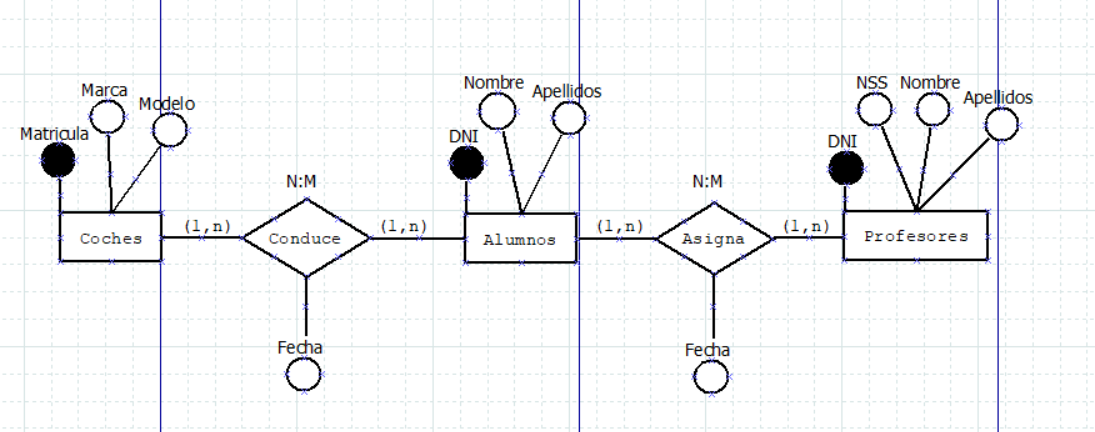 Marca
Modelo
Matricula
Coches
(1,n)
N:M
Conduce
Fecha
(1,n)
Nombre
Apellidos
DNI
Alumnos
(1,n)
N:M
Asigna
Fecha
(1,n)
NSS
Nombre
Apellidos
DNI
Profesores